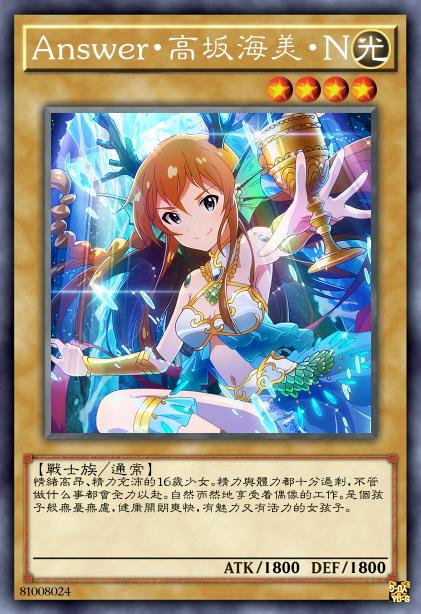 Answer・高坂海美・N 光
【戰士族／通常】
情緒高昂、精力充沛的16歲少女。精力與體力都十分過剩，不管
做什么事都會全力以赴。自然而然地享受着偶像的工作。是個孩
子般無憂無慮，健康開朗爽快，有魅力又有活力的女孩子。
ATK/1800 DEF/1800
81008024